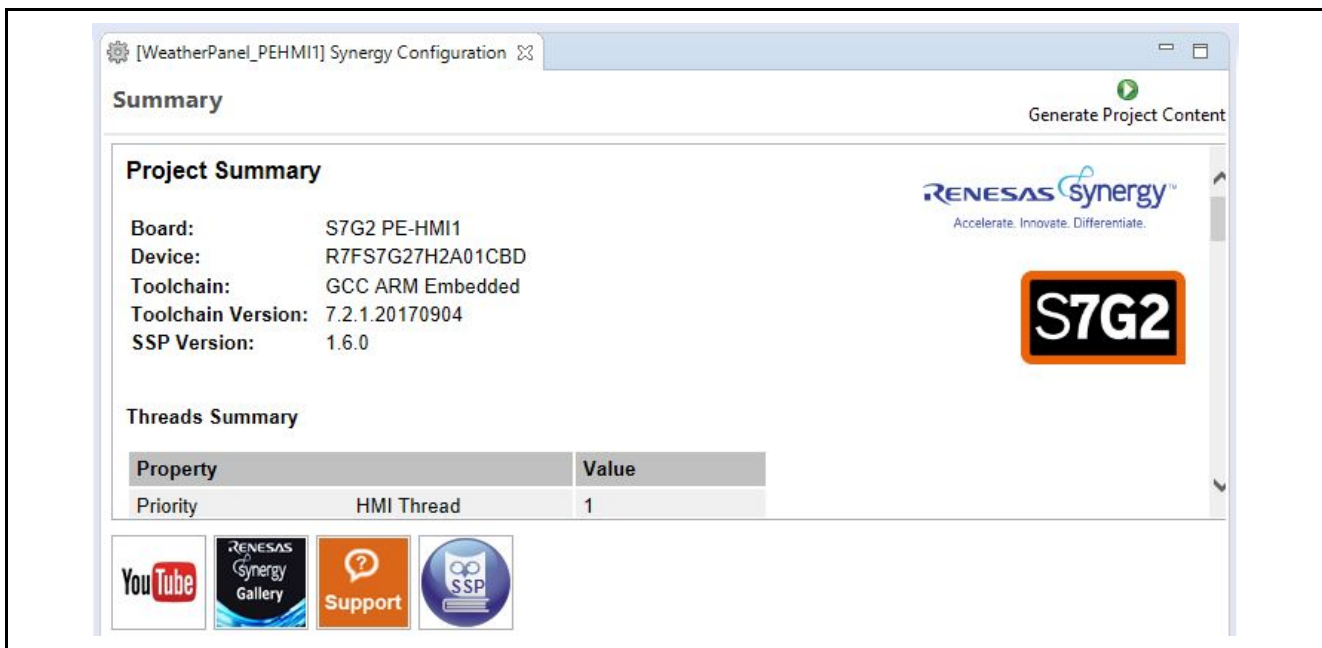 [WeatherPanel_PEHMI1] Synergy Configuration
Summary
Generate Project Content
Project Summary
RENESAS Synergy™
Accelerate. Innovate. Differentiate.
Board: S7G2 PE-HMI1
Device: R7FS7G27H2A01CBD
Toolchain: GCC ARM Embedded
Toolchain Version: 7.2.1.20170904
SSP Version: 1.6.0
S7G2
Threads Summary
Property Value
Priority HMI Thread 1
YouTube
RENESAS
Synergy
Gallery
Support
SSP